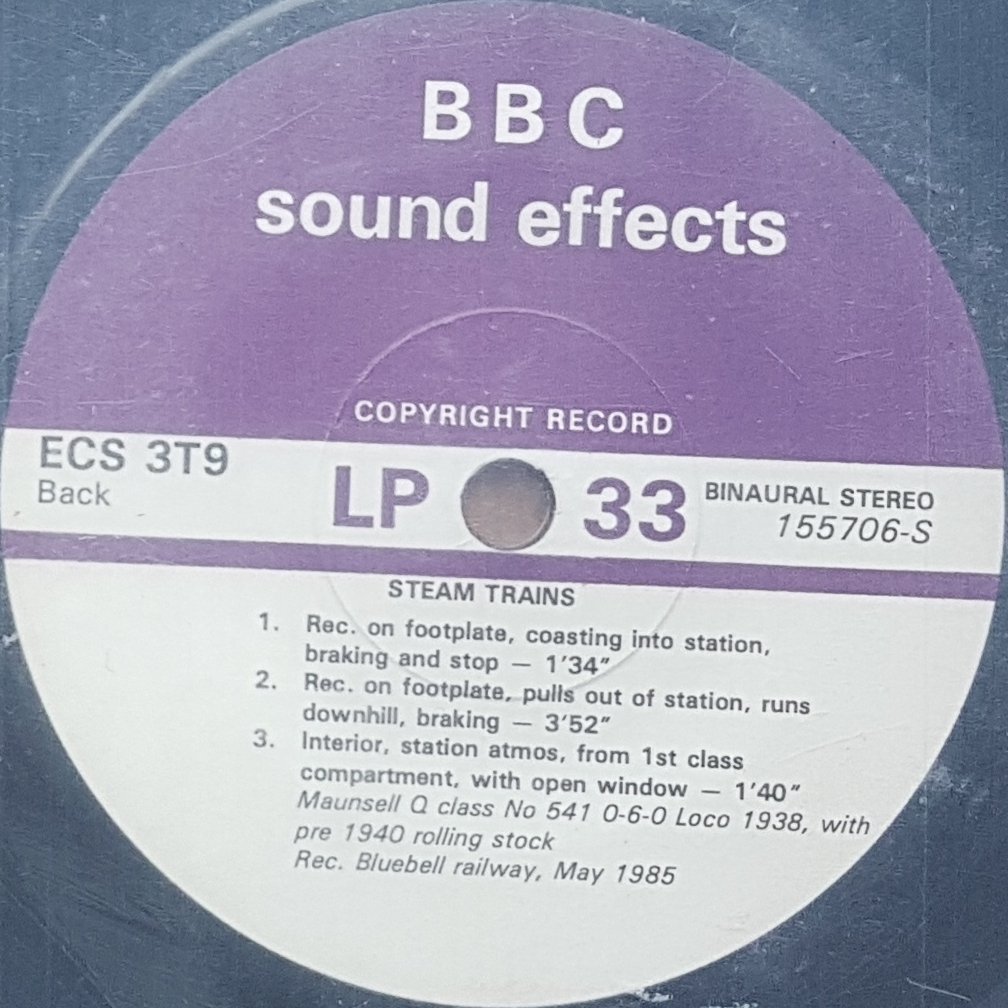 BBC
sound effects
COPYRIGHT RECORD
ECS 3T9
Back
LP 33
BINAURAL STEREO
155706-S
STEAM TRAINS
1. Rec. on footplate, coasting into station,
braking and stop — 1'34"
2. Rec. on footplate, pulls out of station, runs
downhill, braking — 3'52"
3. Interior, station atmos, from 1st class
compartment, with open window — 1'40"
Maunsell Q class No 541 0-6-0 Loco 1938, with
pre 1940 rolling stock
Rec. Bluebell railway, May 1985